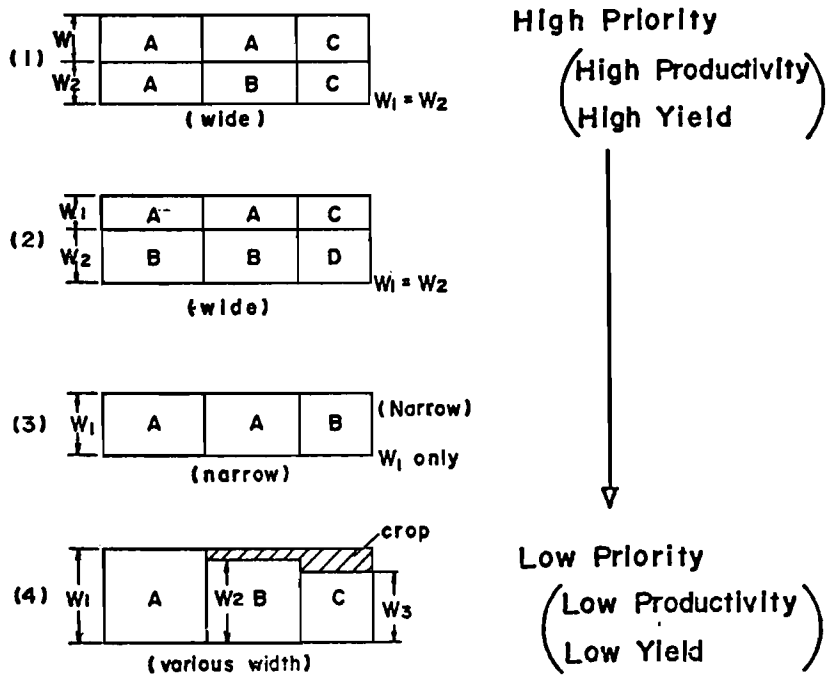 (1)
W1
W2
A A C
A B C
W1 = W2
(wide)
(2)
W1
W2
A A C
B B D
W1 = W2
(wide)
(3)
W1
A A B
(Narrow)
W1 only
(narrow)
(4)
W1
A
W2
B
C
W3
crop
(various width)
High Priority
(High Productivity
High Yield)
Low Priority
(Low Productivity
Low Yield)